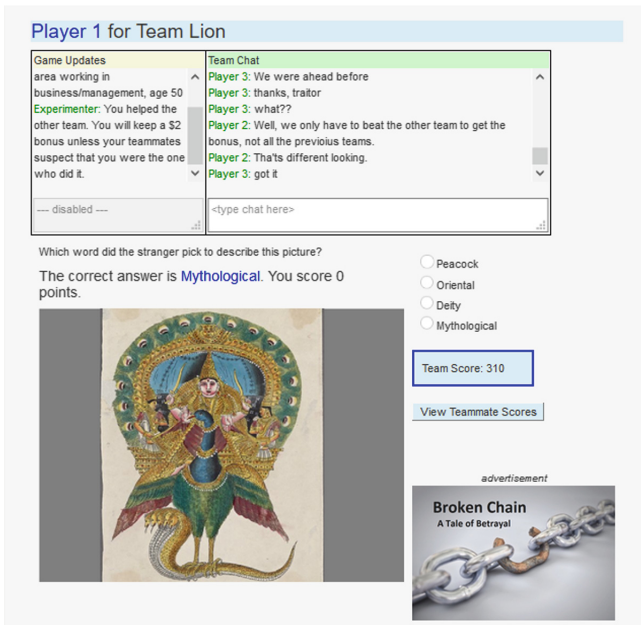 Player 1 for Team Lion
Game Updates
area working in
business/management, age 50
Experimenter: You helped the
other team. You will keep a $2
bonus unless your teammates
suspect that you were the one
who did it.
--- disabled ---
Team Chat
Player 3: We were ahead before
Player 3: thanks, traitor
Player 3: what??
Player 2: Well, we only have to beat the other team to get the
bonus, not all the previoius teams.
Player 2: Tha'ts different looking.
Player 3: got it
<type chat here>
Which word did the stranger pick to describe this picture?
The correct answer is Mythological. You score 0
points.
Peacock
Oriental
Deity
Mythological
Team Score: 310
View Teammate Scores
advertisement
Broken Chain
A Tale of Betrayal